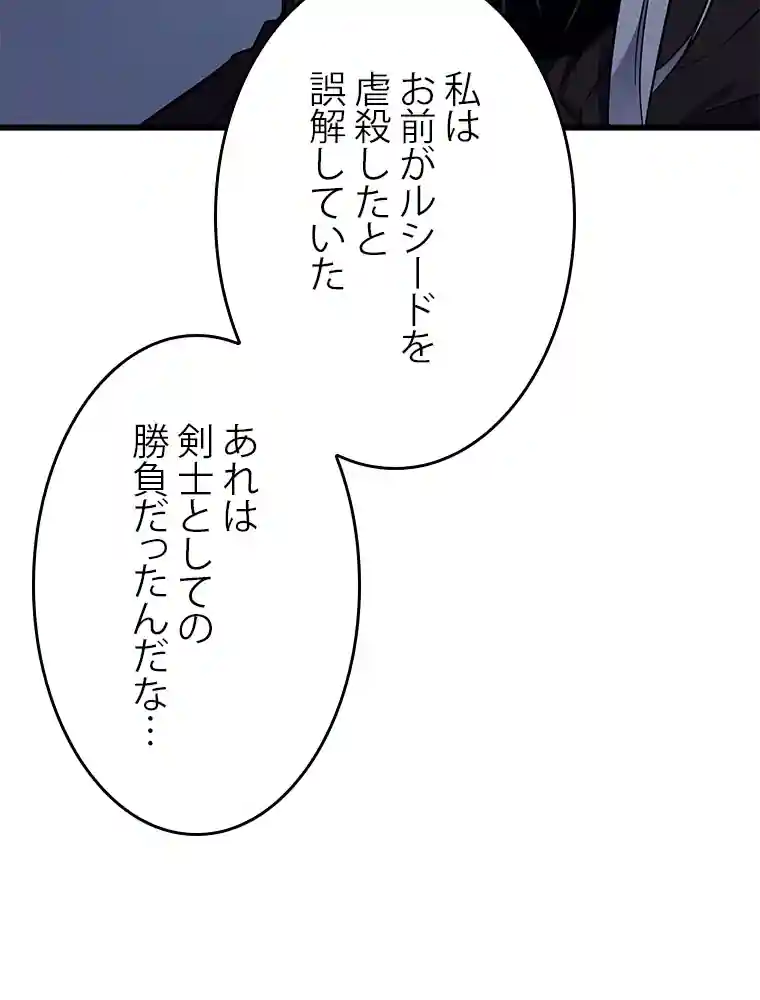 私は
お前がルシードを
虐殺したと
誤解していた
あれは
剣士としての
勝負だったんだな…